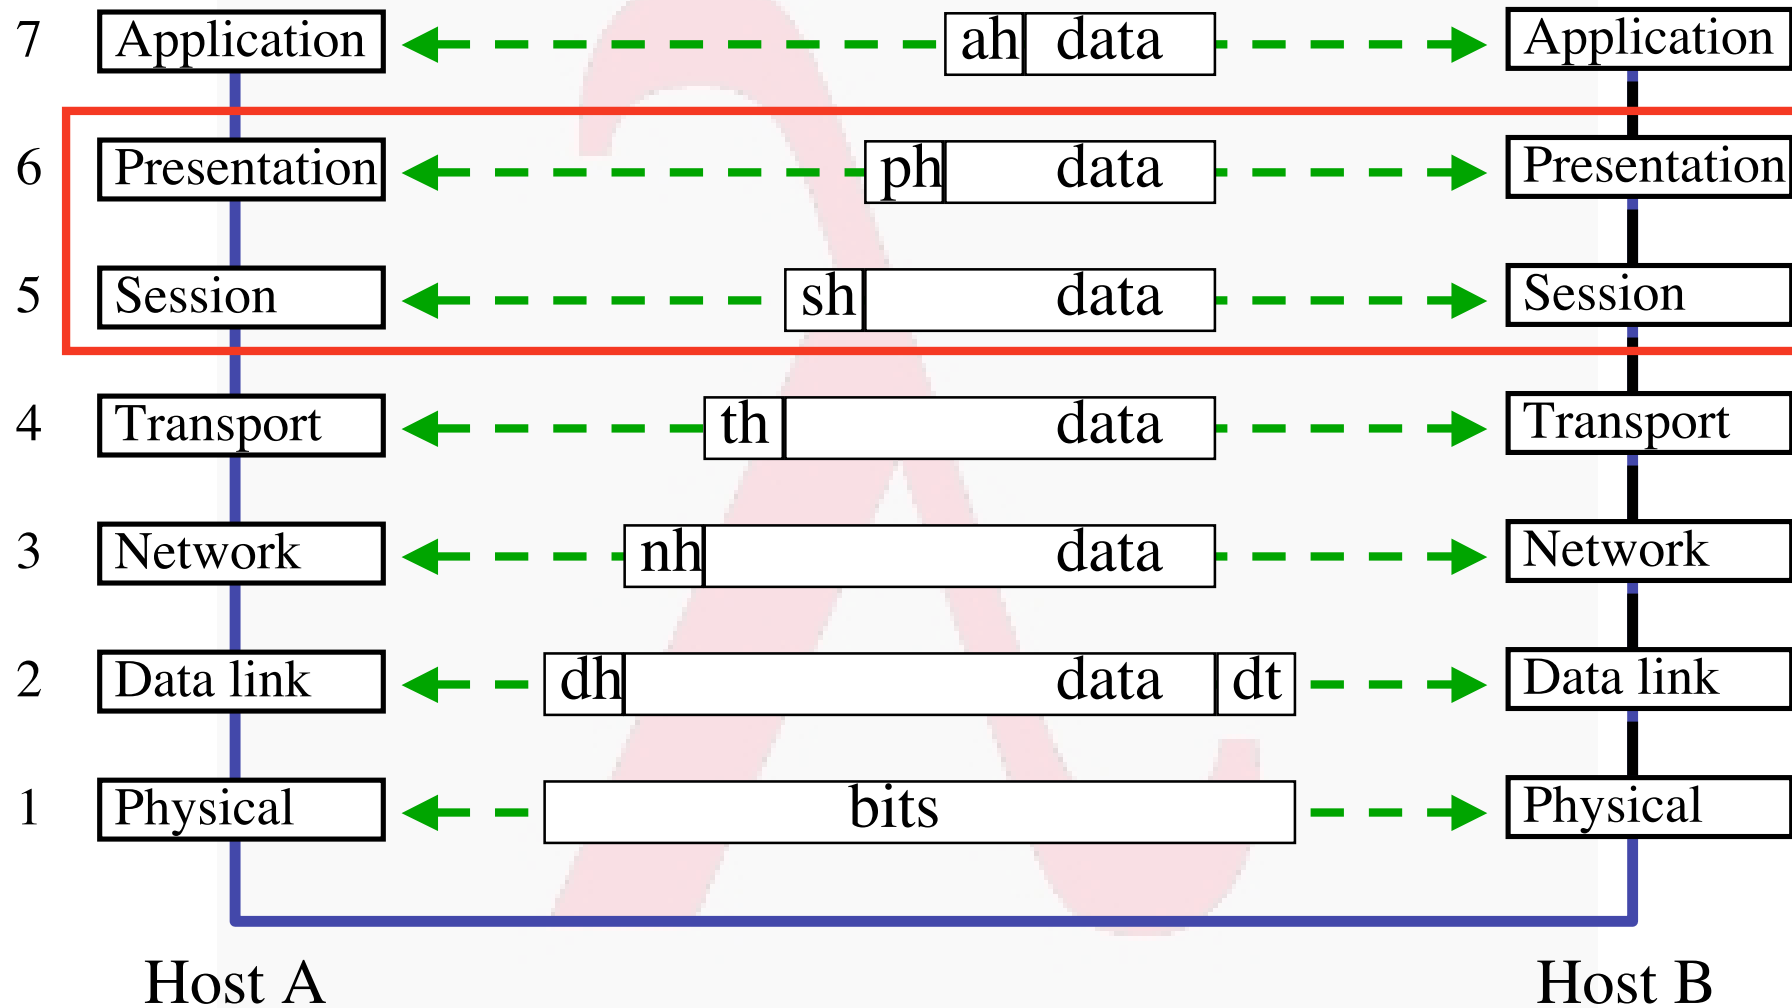 7 Application ah data Application
6 Presentation ph data Presentation
5 Session sh data Session
4 Transport th data Transport
3 Network nh data Network
2 Data link dh data dt Data link
1 Physical bits Physical
Host A Host B